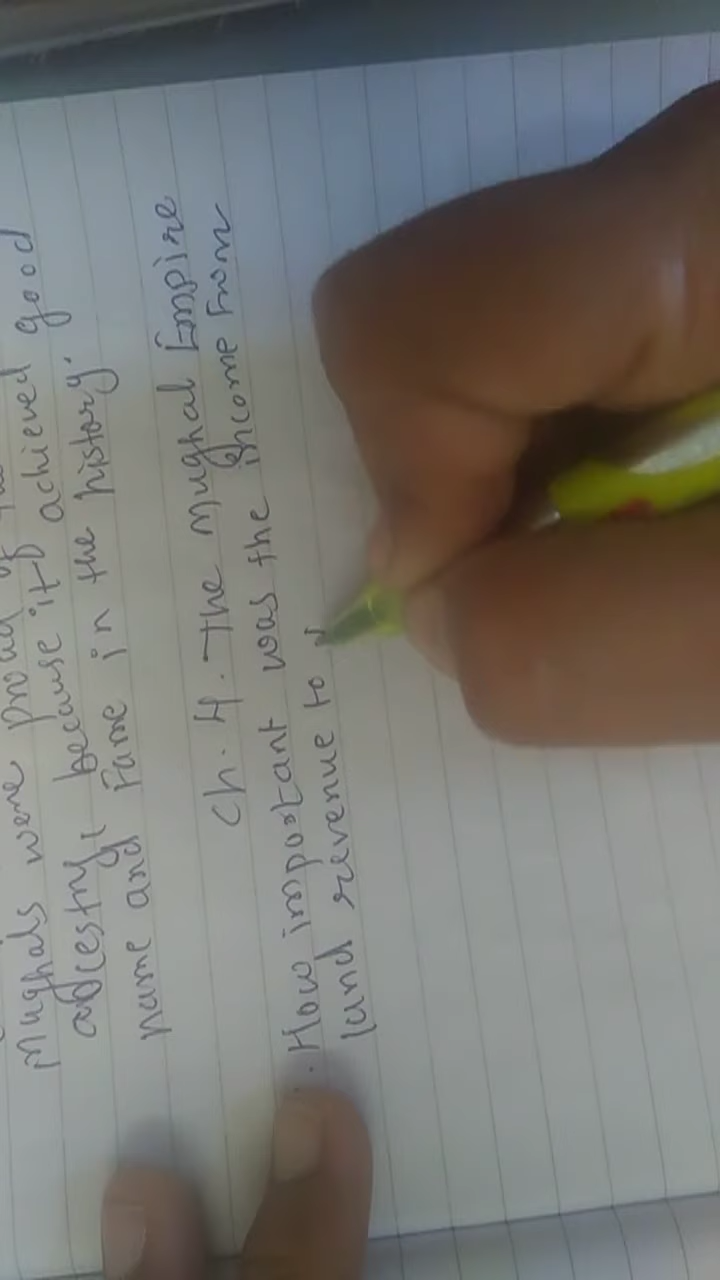 Mughals were proud of
adcestry, because it achieved good
name and Fame in the history.
Ch. 4. The Mughal Empire
. How important was the income From
land revenue to